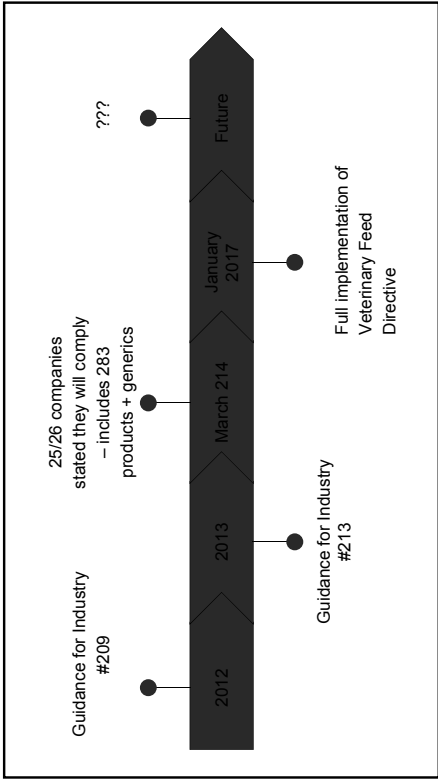 Guidance for Industry
#209
2012
2013
Guidance for Industry
#213
25/26 companies
stated they will comply
– includes 283
products + generics
March 214
January
2017
Full implementation of
Veterinary Feed
Directive
???
Future